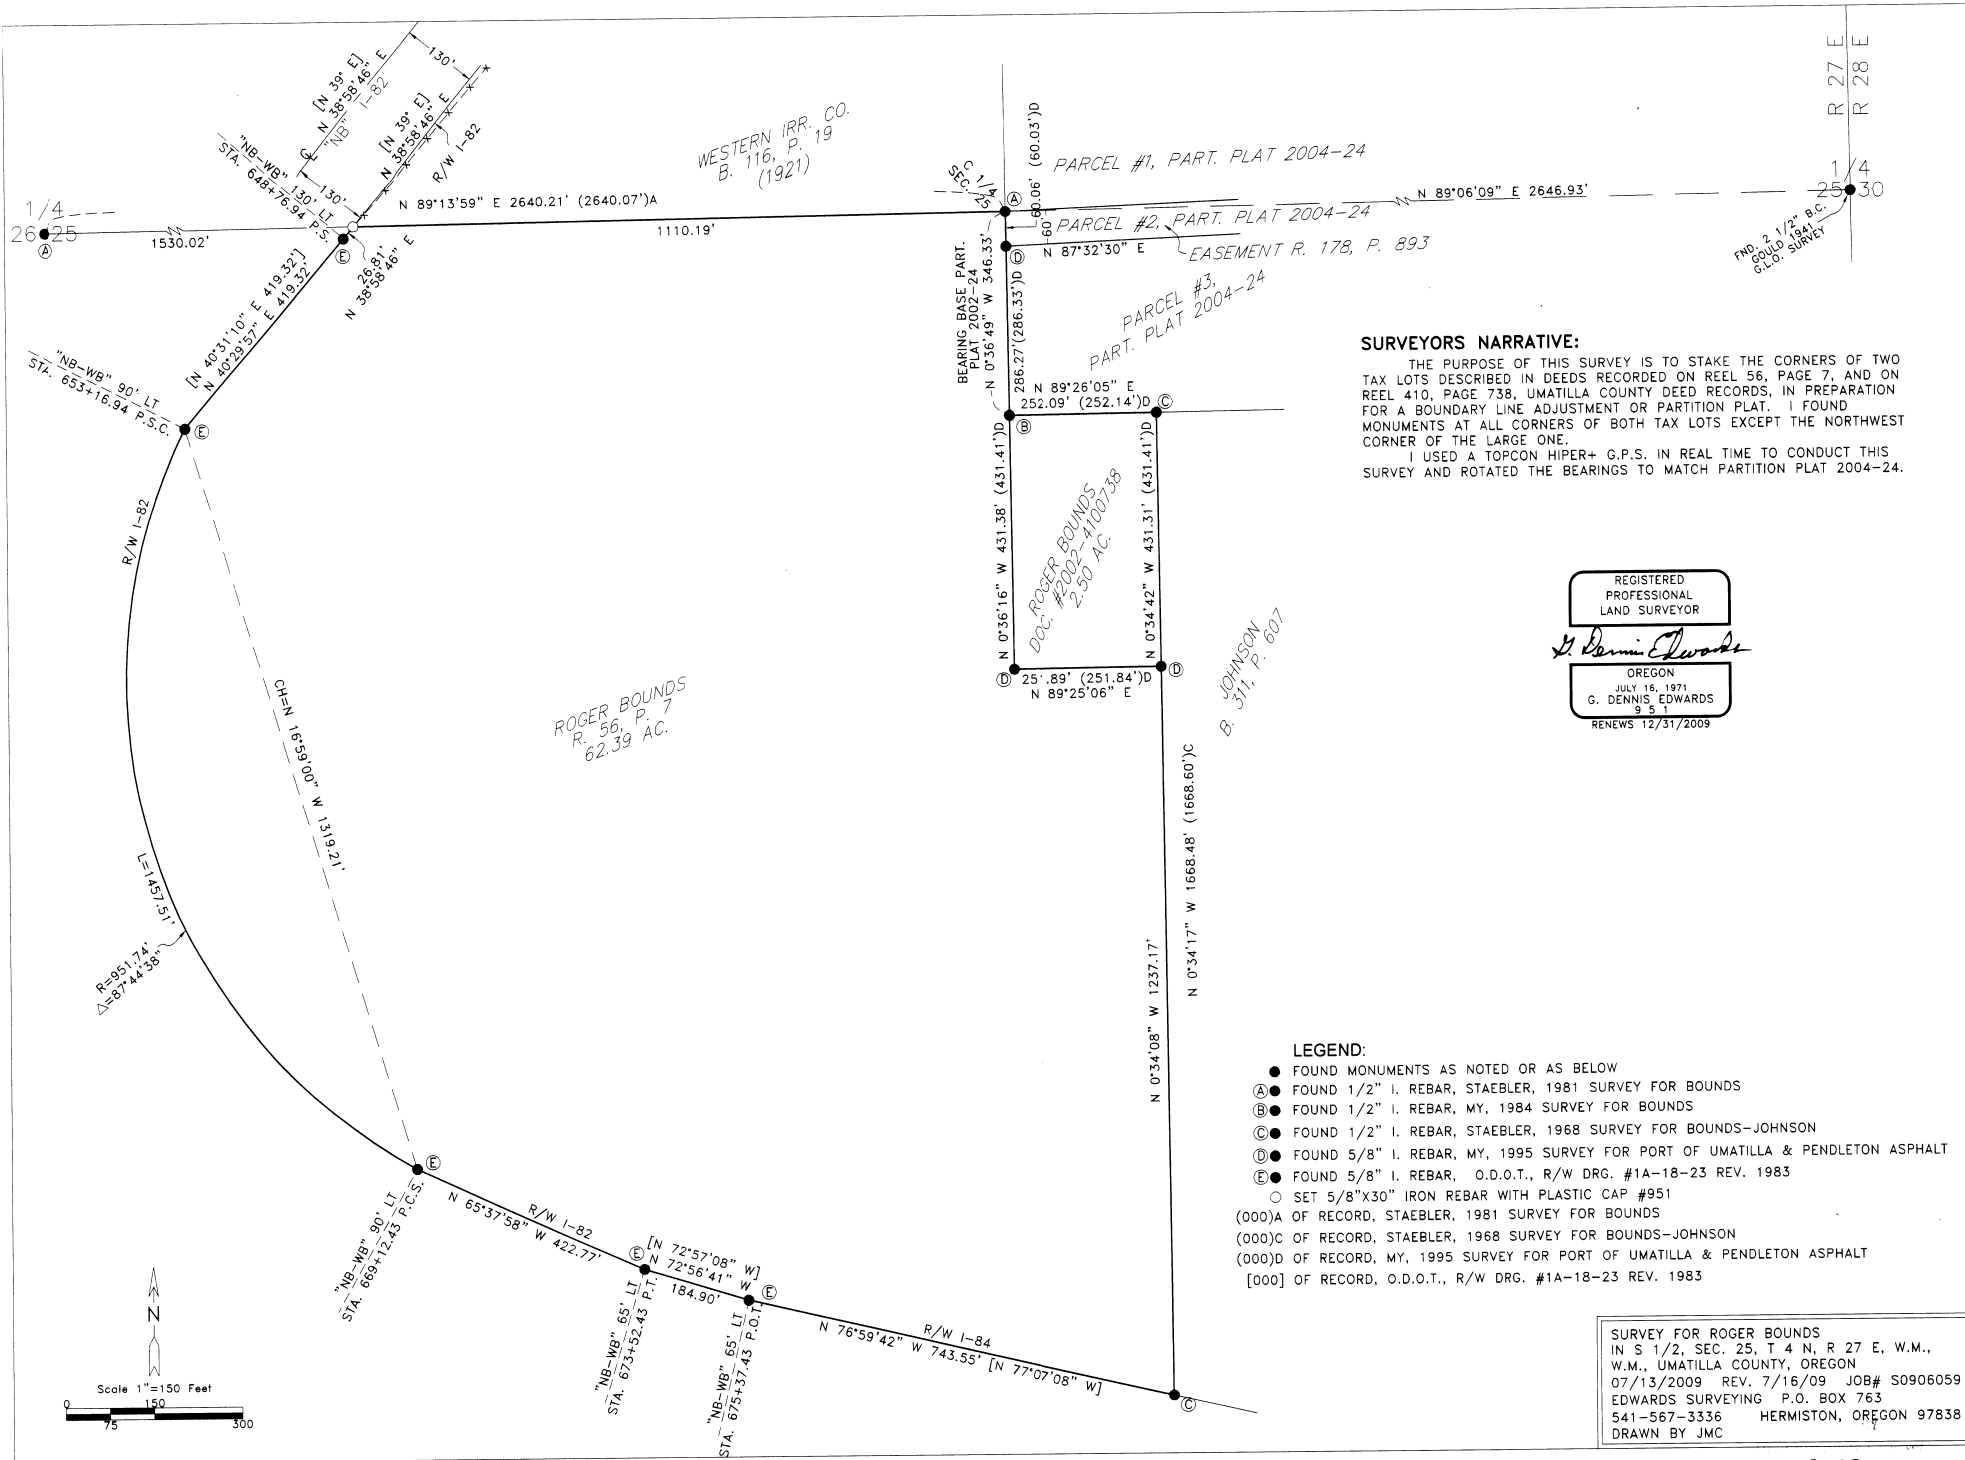 130'
[N 39° E]
N 38°58'46" E
"NB" I-82
℄
130'
[N 39° E]
N 38°58'46" E
R/W I-82
"NB-WB" 130' LT
STA. 648+76.94 P.S.
1/4
26 25
Ⓐ
1530.02'
Ⓔ
26.81'
N 38°58'46" E
N 89°13'59" E 2640.21' (2640.07')A
1110.19'
WESTERN IRR. CO.
B. 116, P. 19
(1921)
C 1/4
SEC. 25
Ⓐ
60.06' (60.03')D
60'
PARCEL #1, PART. PLAT 2004-24
N 89°06'09" E 2646.93'
PARCEL #2, PART. PLAT 2004-24
Ⓓ
N 87°32'30" E
EASEMENT R. 178, P. 893
R 27 E
R 28 E
1/4
25 30
FND. 2 1/2" B.C.
GOULD 1941
G.L.O. SURVEY
BEARING BASE PART.
PLAT 2002-24
N 0°36'49" W 346.33'
286.27'(286.33')D
PARCEL #3,
PART. PLAT 2004-24
N 89°26'05" E
252.09' (252.14')D
Ⓑ
Ⓒ
[N 40°31'10" E 419.32']
N 40°29'57" E 419.32'
"NB-WB" 90' LT
STA. 653+16.94 P.S.C.
Ⓔ
R/W I-82
CH=N 16°59'00" W 1319.21'
L=1457.51'
R=951.74'
△=87°44'38"
ROGER BOUNDS
R. 56, P. 7
62.39 AC.
N 0°36'16" W 431.38' (431.41')D
ROGER BOUNDS
DOC. #2002-4100738
2.50 AC.
N 0°34'42" W 431.31' (431.41')D
Ⓓ
(251.84')D
N 89°25'06" E
Ⓓ
JOHNSON
B. 311, P. 607
N 0°34'17" W 1668.48' (1668.60')C
N 0°34'08" W 1237.17'
SURVEYORS NARRATIVE:
THE PURPOSE OF THIS SURVEY IS TO STAKE THE CORNERS OF TWO
TAX LOTS DESCRIBED IN DEEDS RECORDED ON REEL 56, PAGE 7, AND ON
REEL 410, PAGE 738, UMATILLA COUNTY DEED RECORDS, IN PREPARATION
FOR A BOUNDARY LINE ADJUSTMENT OR PARTITION PLAT. I FOUND
MONUMENTS AT ALL CORNERS OF BOTH TAX LOTS EXCEPT THE NORTHWEST
CORNER OF THE LARGE ONE.
I USED A TOPCON HIPER+ G.P.S. IN REAL TIME TO CONDUCT THIS
SURVEY AND ROTATED THE BEARINGS TO MATCH PARTITION PLAT 2004-24.
REGISTERED
PROFESSIONAL
LAND SURVEYOR
G. Dennis Edwards
OREGON
JULY 16, 1971
G. DENNIS EDWARDS
9 5 1
RENEWS 12/31/2009
Ⓔ
"NB-WB" 90' LT
STA. 669+12.43 P.C.S.
R/W I-82
N 65°37'58" W 422.77'
Ⓔ
[N 72°57'08" W]
N 72°56'41" W
184.90'
Ⓔ
"NB-WB" 65' LT
STA. 673+52.43 P.T.
"NB-WB" 65' LT
STA. 675+37.43 P.O.T.
R/W I-84
N 76°59'42" W 743.55' [N 77°07'08" W]
Ⓒ
N
Scale 1"=150 Feet
0 150
75 300
LEGEND:
● FOUND MONUMENTS AS NOTED OR AS BELOW
Ⓐ● FOUND 1/2" I. REBAR, STAEBLER, 1981 SURVEY FOR BOUNDS
Ⓑ● FOUND 1/2" I. REBAR, MY, 1984 SURVEY FOR BOUNDS
Ⓒ● FOUND 1/2" I. REBAR, STAEBLER, 1968 SURVEY FOR BOUNDS-JOHNSON
Ⓓ● FOUND 5/8" I. REBAR, MY, 1995 SURVEY FOR PORT OF UMATILLA & PENDLETON ASPHALT
Ⓔ● FOUND 5/8" I. REBAR, O.D.O.T., R/W DRG. #1A-18-23 REV. 1983
○ SET 5/8"X30" IRON REBAR WITH PLASTIC CAP #951
(000)A OF RECORD, STAEBLER, 1981 SURVEY FOR BOUNDS
(000)C OF RECORD, STAEBLER, 1968 SURVEY FOR BOUNDS-JOHNSON
(000)D OF RECORD, MY, 1995 SURVEY FOR PORT OF UMATILLA & PENDLETON ASPHALT
[000] OF RECORD, O.D.O.T., R/W DRG. #1A-18-23 REV. 1983
SURVEY FOR ROGER BOUNDS
IN S 1/2, SEC. 25, T 4 N, R 27 E, W.M.,
W.M., UMATILLA COUNTY, OREGON
07/13/2009 REV. 7/16/09 JOB# S0906059
EDWARDS SURVEYING P.O. BOX 763
541-567-3336 HERMISTON, OREGON 97838
DRAWN BY JMC